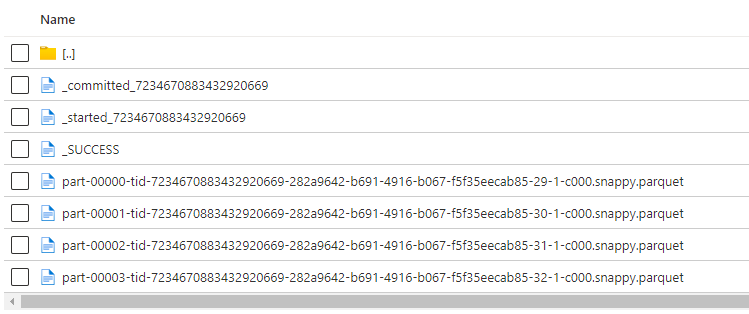 Name
[..]
_committed_7234670883432920669
_started_7234670883432920669
_SUCCESS
part-00000-tid-7234670883432920669-282a9642-b691-4916-b067-f5f35eecab85-29-1-c000.snappy.parquet
part-00001-tid-7234670883432920669-282a9642-b691-4916-b067-f5f35eecab85-30-1-c000.snappy.parquet
part-00002-tid-7234670883432920669-282a9642-b691-4916-b067-f5f35eecab85-31-1-c000.snappy.parquet
part-00003-tid-7234670883432920669-282a9642-b691-4916-b067-f5f35eecab85-32-1-c000.snappy.parquet